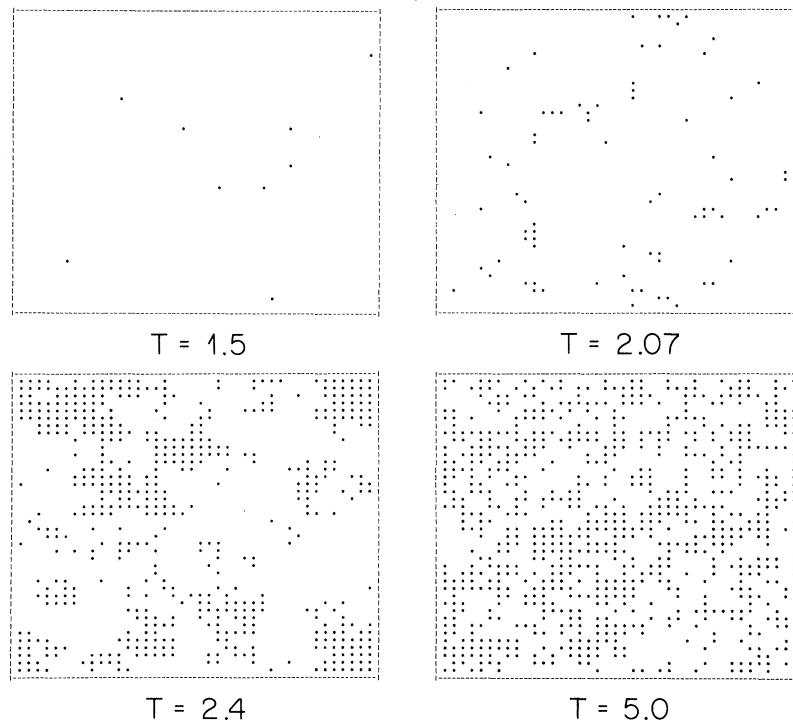 T = 1.5
T = 2.07
T = 2.4
T = 5.0